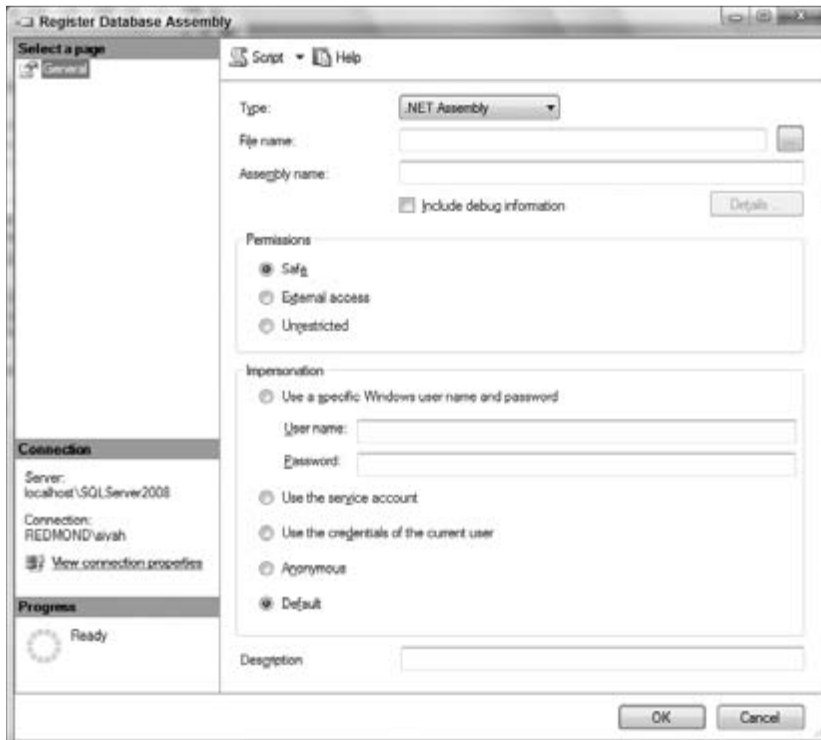 Register Database Assembly
Select a page
General
Script
Help
Type:
.NET Assembly
File name:
...
Assembly name:
Include debug information
Details ...
Permissions
Safe
External access
Unrestricted
Impersonation
Use a specific Windows user name and password
User name:
Password:
Use the service account
Use the credentials of the current user
Anonymous
Default
Description
Connection
Server:
localhost\SQLServer2008
Connection:
REDMOND\sivah
View connection properties
Progress
Ready
OK
Cancel